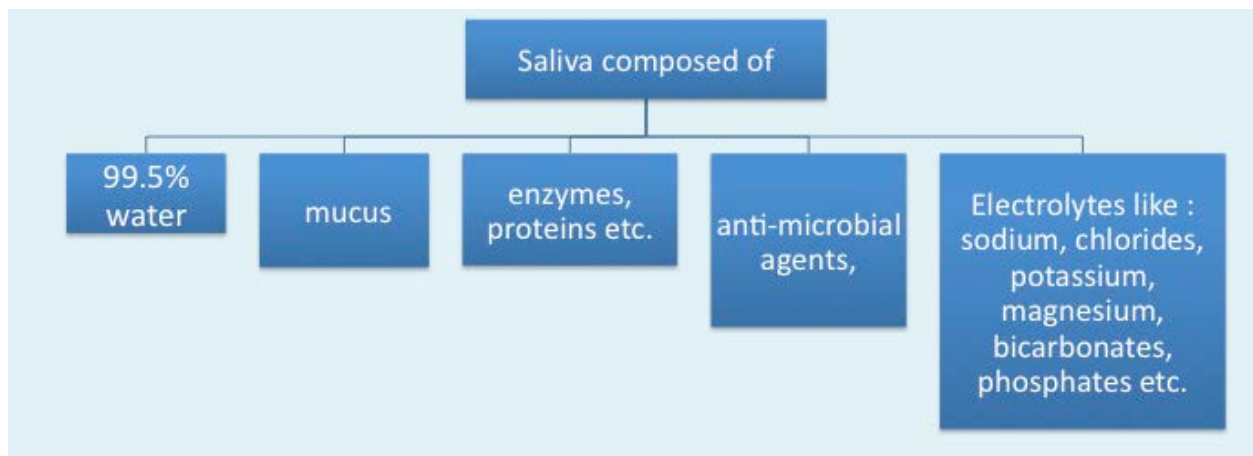 Saliva composed of
99.5%
water
mucus
enzymes,
proteins etc.
anti-microbial
agents,
Electrolytes like :
sodium, chlorides,
potassium,
magnesium,
bicarbonates,
phosphates etc.